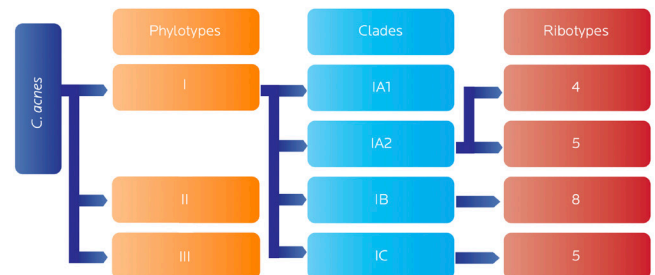 Phylotypes Clades Ribotypes
C. acnes
I IA1 4
IA2 5
II IB 8
III IC 5